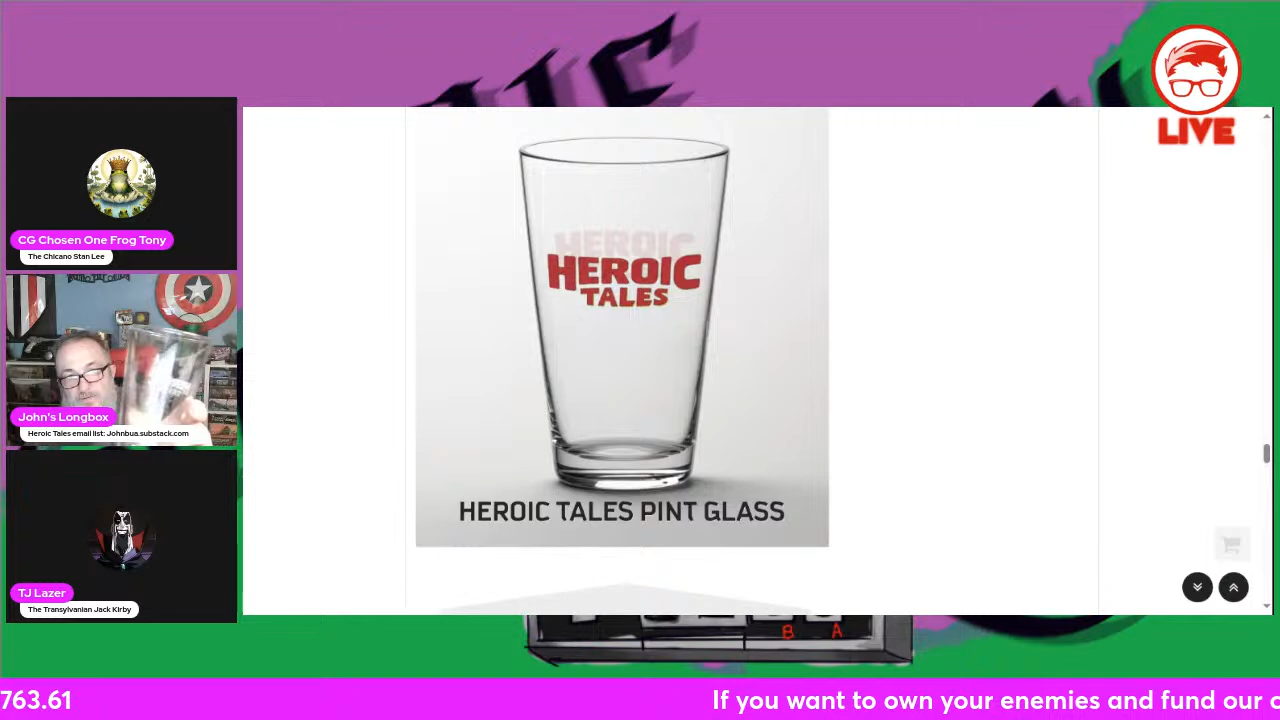 LIVE
CG Chosen One Frog Tony
The Chicano Stan Lee
John's Longbox
Heroic Tales email list: Johnbua.substack.com
TJ Lazer
The Transylvanian Jack Kirby
HEROIC
HEROIC
TALES
HEROIC TALES PINT GLASS
B A
763.61
If you want to own your enemies and fund our c